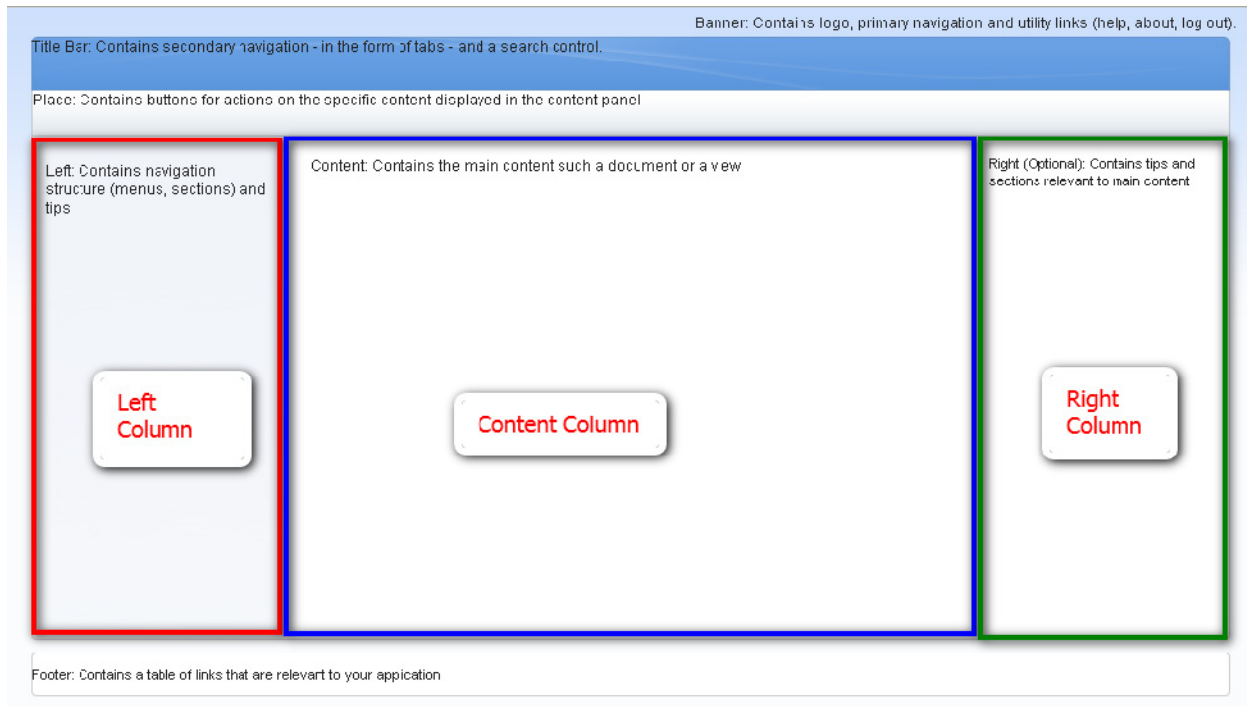 Banner: Contains logo, primary navigation and utility links (help, about, log out).
Title Bar: Contains secondary navigation - in the form of tabs - and a search control.
Place: Contains buttons for actions on the specific content displayed in the content panel
Left: Contains navigation
structure (menus, sections) and
tips
Content: Contains the main content such a document or a view
Right (Optional): Contains tips and
sections relevant to main content
Left
Column
Content Column
Right
Column
Footer: Contains a table of links that are relevant to your appication